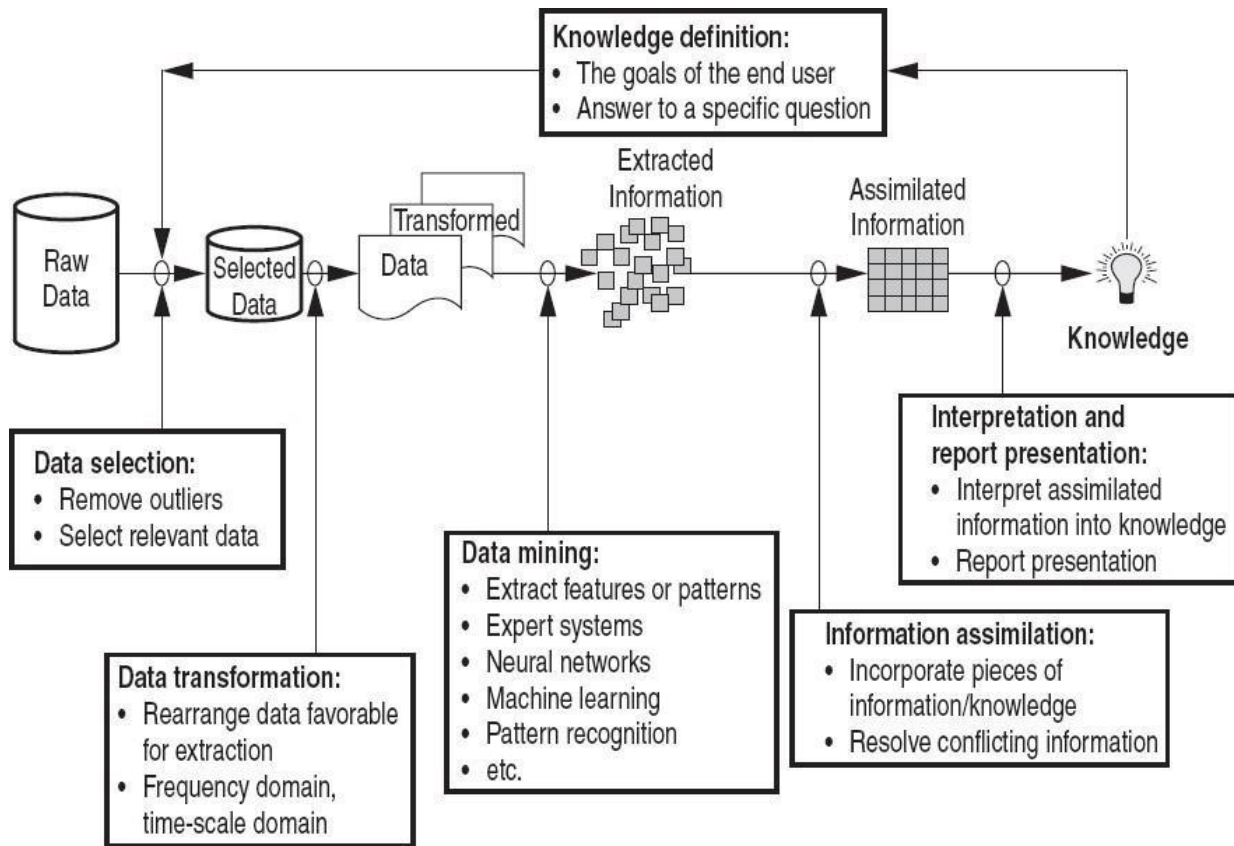 Knowledge definition:
• The goals of the end user
• Answer to a specific question
Extracted
Information
Assimilated
Information
Raw
Data
Selected
Data
Transformed
Data
Knowledge
Data selection:
• Remove outliers
• Select relevant data
Data transformation:
• Rearrange data favorable
for extraction
• Frequency domain,
time-scale domain
Data mining:
• Extract features or patterns
• Expert systems
• Neural networks
• Machine learning
• Pattern recognition
• etc.
Information assimilation:
• Incorporate pieces of
information/knowledge
• Resolve conflicting information
Interpretation and
report presentation:
• Interpret assimilated
information into knowledge
• Report presentation